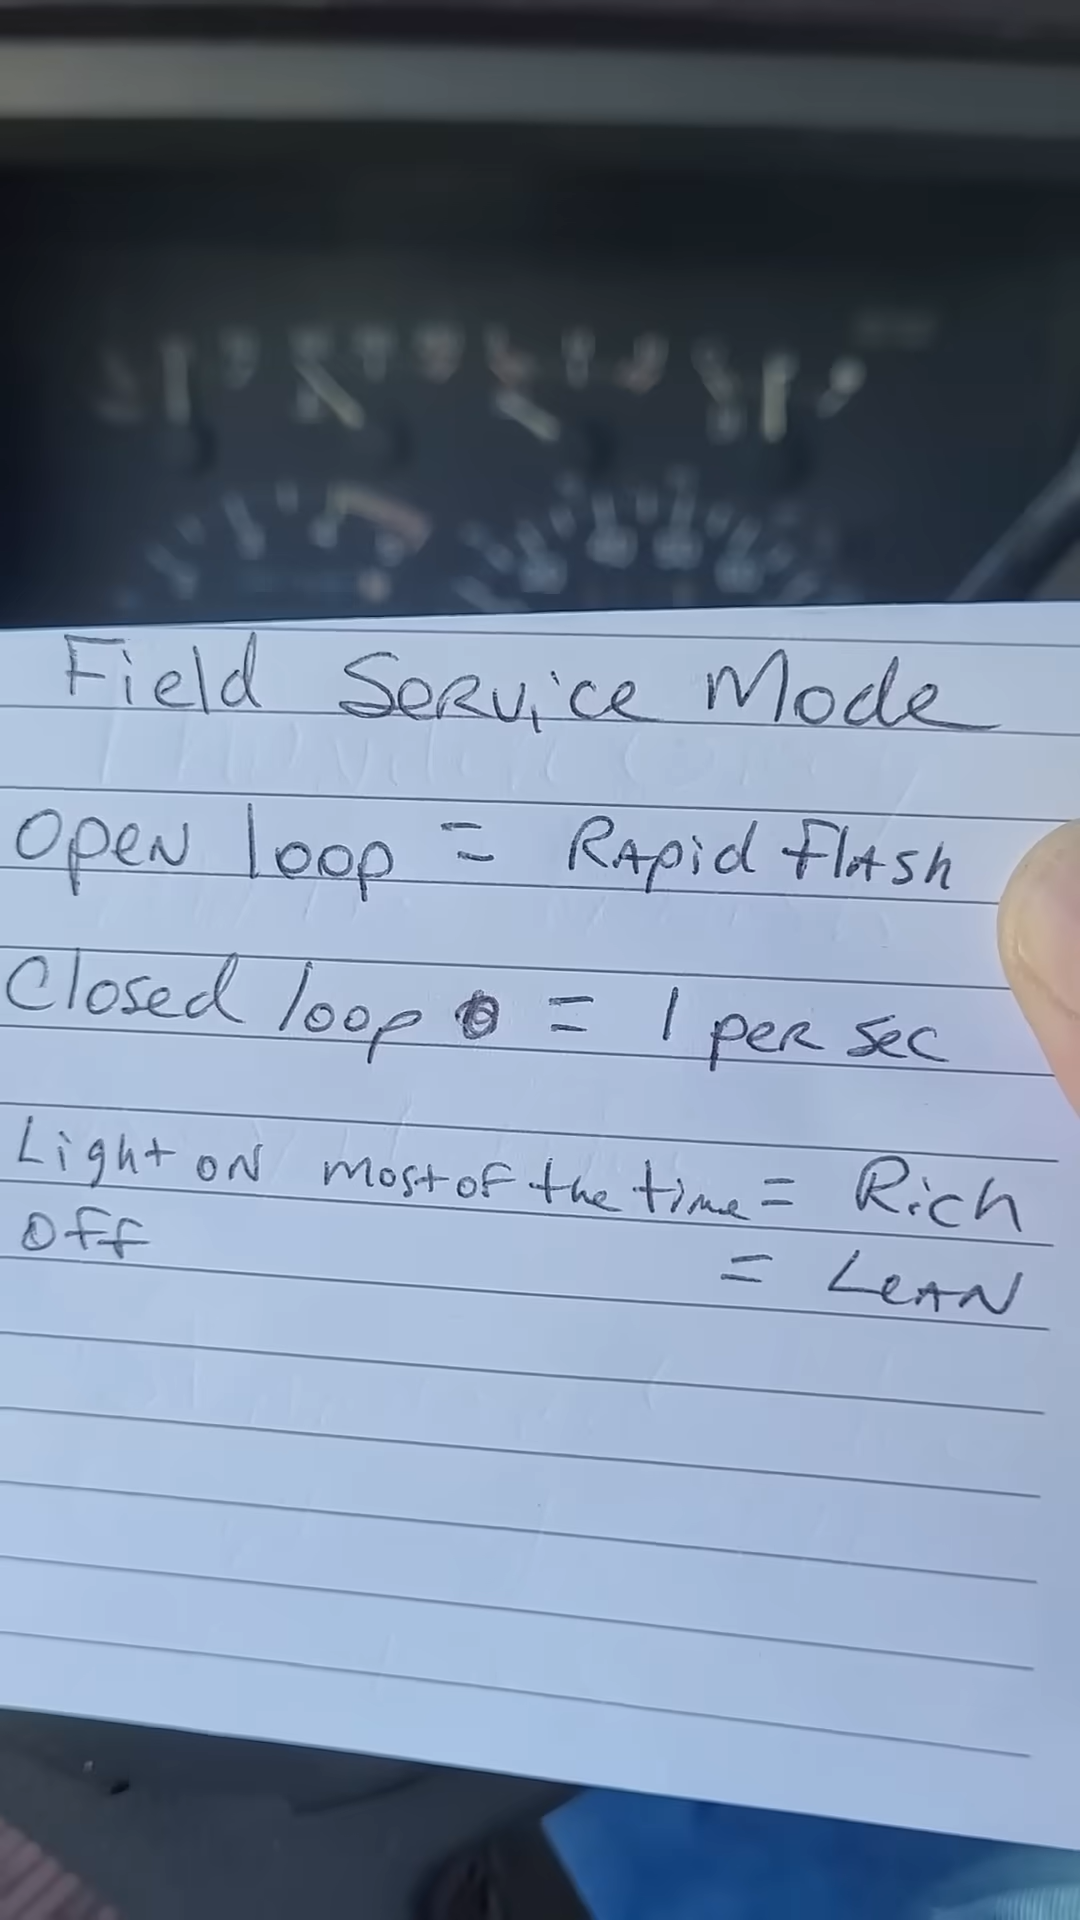 Field Service Mode
Open loop = Rapid Flash
Closed loop = 1 per sec
Light on most of the time = Rich
Off = Lean